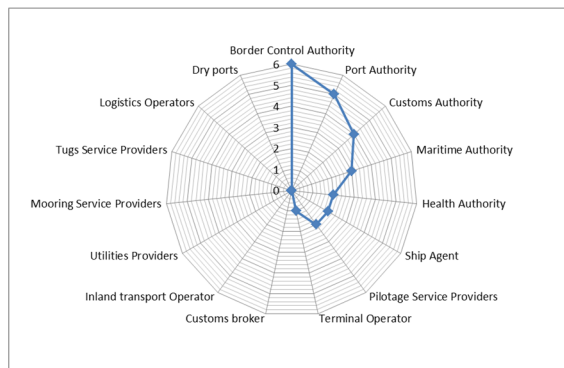 Border Control Authority
Port Authority
Customs Authority
Maritime Authority
Health Authority
Ship Agent
Pilotage Service Providers
Terminal Operator
Customs broker
Inland transport Operator
Utilities Providers
Mooring Service Providers
Tugs Service Providers
Logistics Operators
Dry ports
6
5
4
3
2
1
0